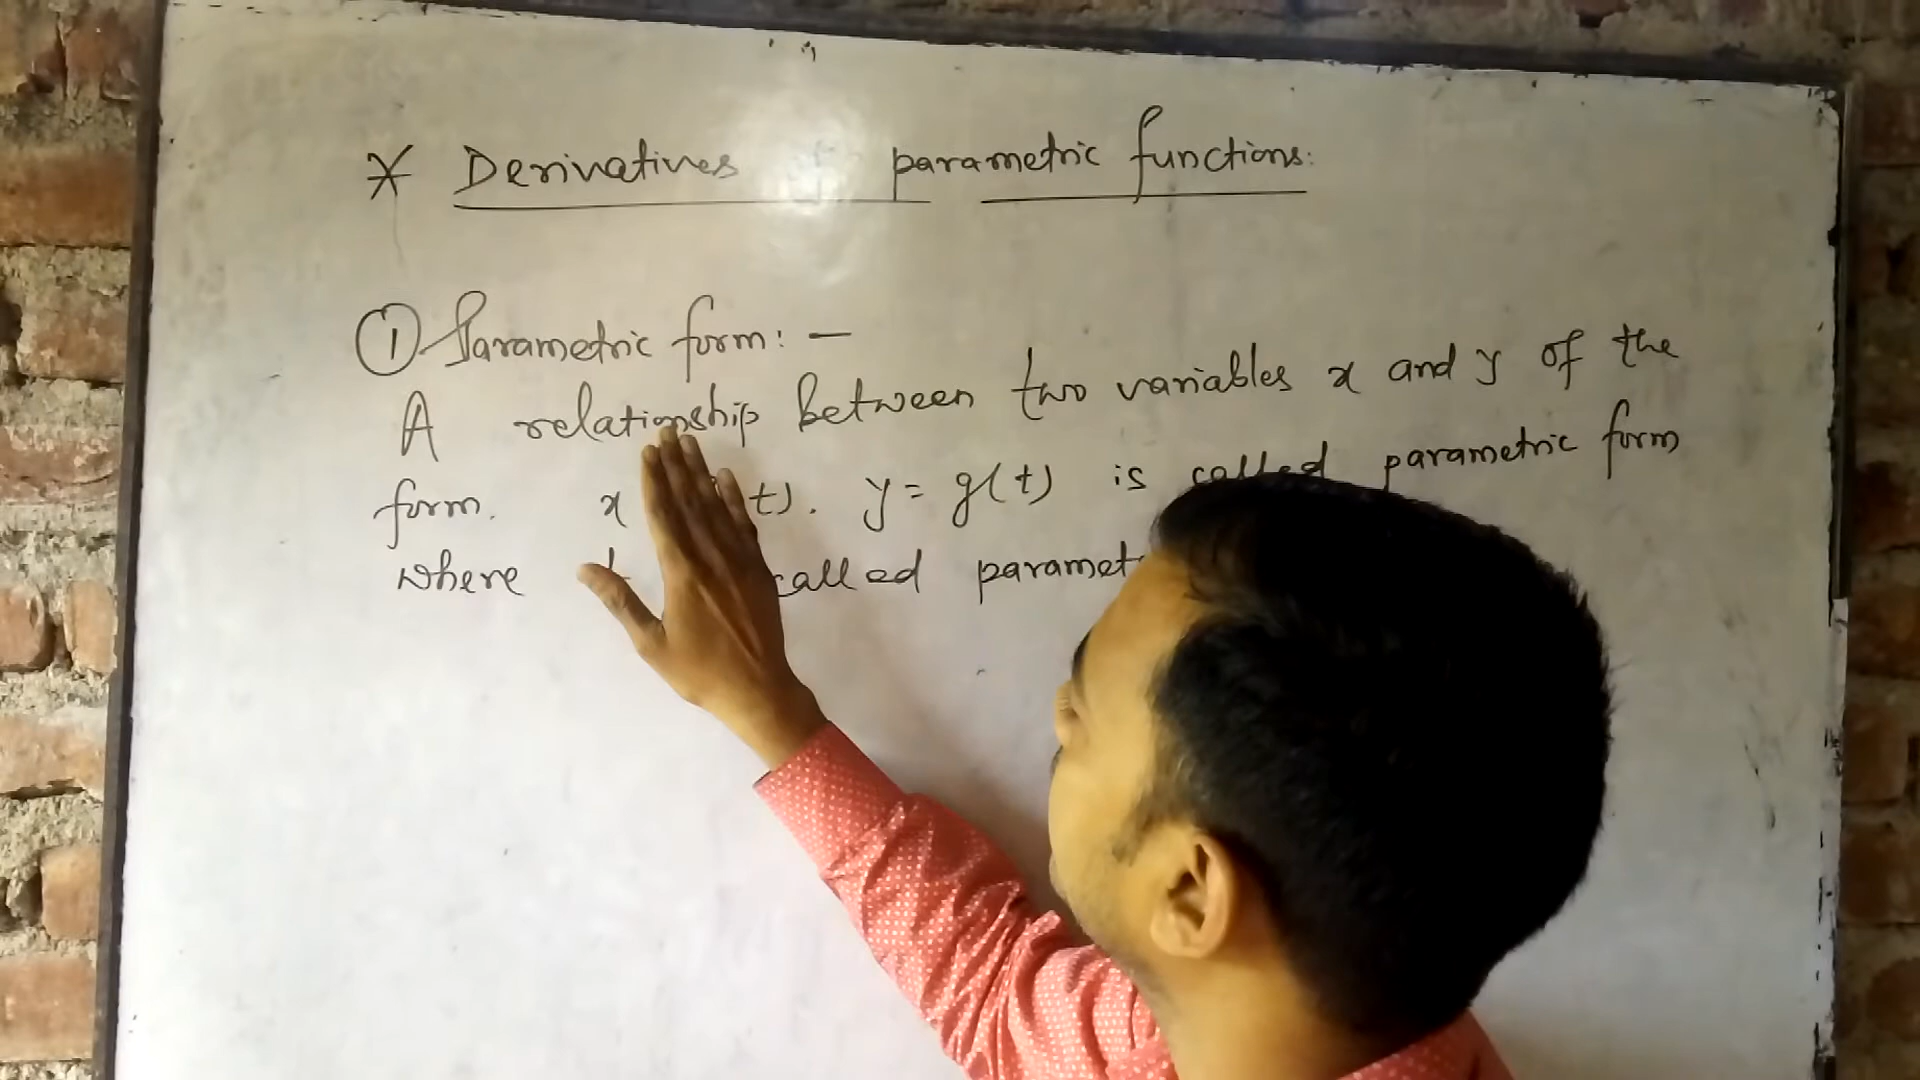 * Derivatives parametric functions:
① Parametric form: —
A relationship between two variables x and y of the
form. x t). y = g(t) is called parametric form
where called